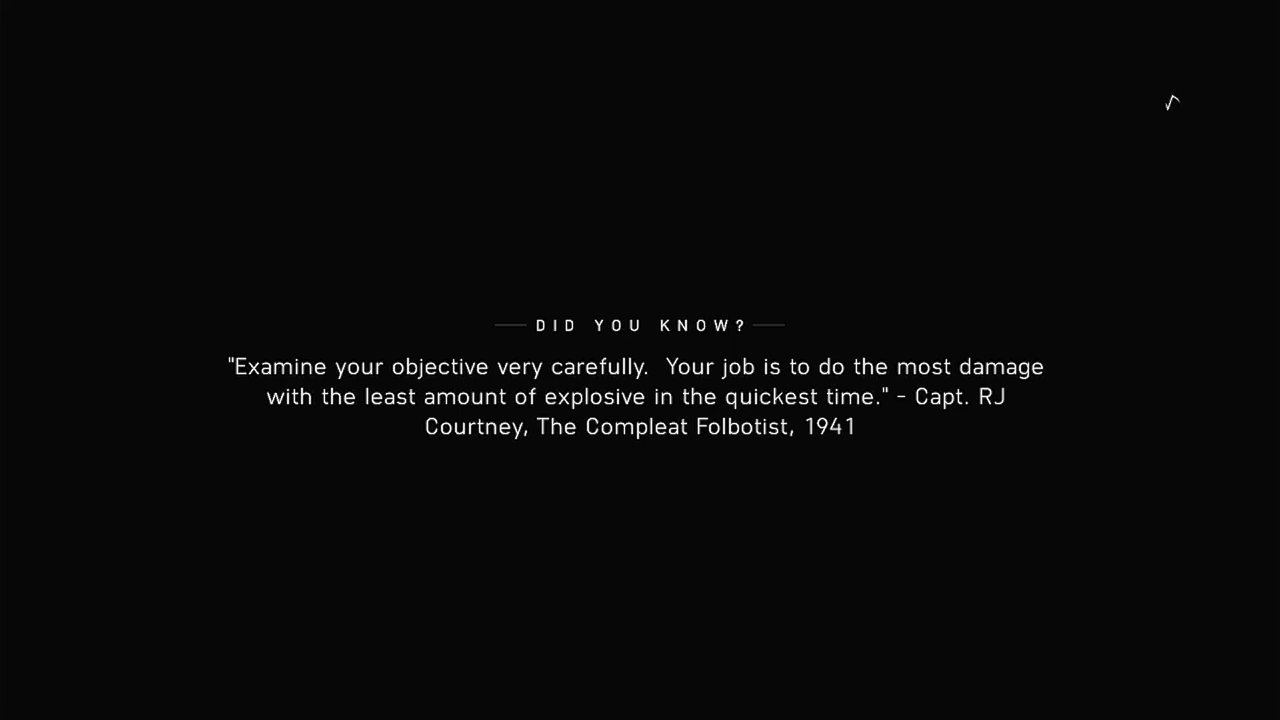 DID YOU KNOW?
"Examine your objective very carefully.  Your job is to do the most damage
with the least amount of explosive in the quickest time." - Capt. RJ
Courtney, The Compleat Folbotist, 1941